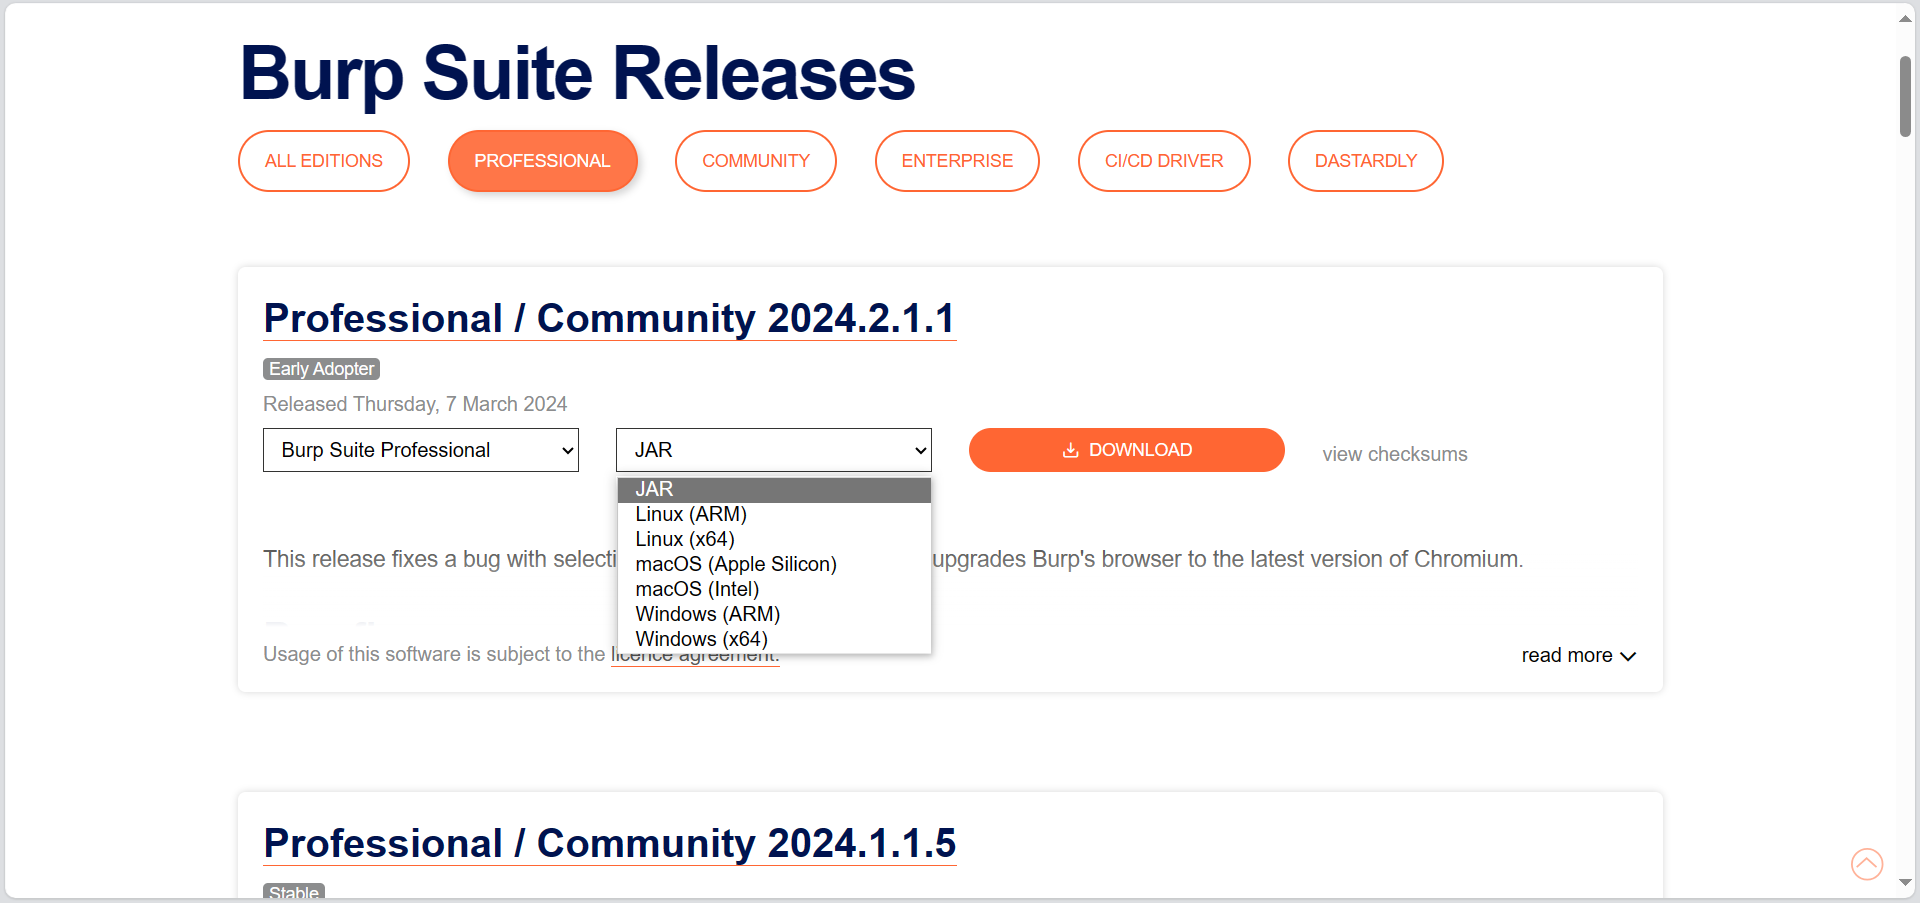 Burp Suite Releases
ALL EDITIONS
PROFESSIONAL
COMMUNITY
ENTERPRISE
CI/CD DRIVER
DASTARDLY
Professional / Community 2024.2.1.1
Early Adopter
Released Thursday, 7 March 2024
Burp Suite Professional
JAR
DOWNLOAD
view checksums
JAR
Linux (ARM)
Linux (x64)
macOS (Apple Silicon)
macOS (Intel)
Windows (ARM)
Windows (x64)
This release fixes a bug with selecti upgrades Burp's browser to the latest version of Chromium.
Usage of this software is subject to the licence agreement.
read more
Professional / Community 2024.1.1.5
Stable